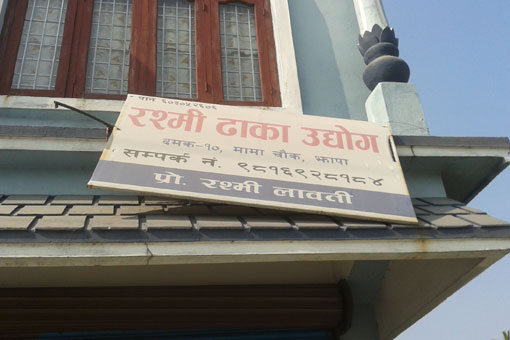 रश्मी ढाका उद्योग
दमक-१०, मामा चौक, झापा
सम्पर्क नं. ९८१६९२८१८४
प्रो. रश्मी लावती